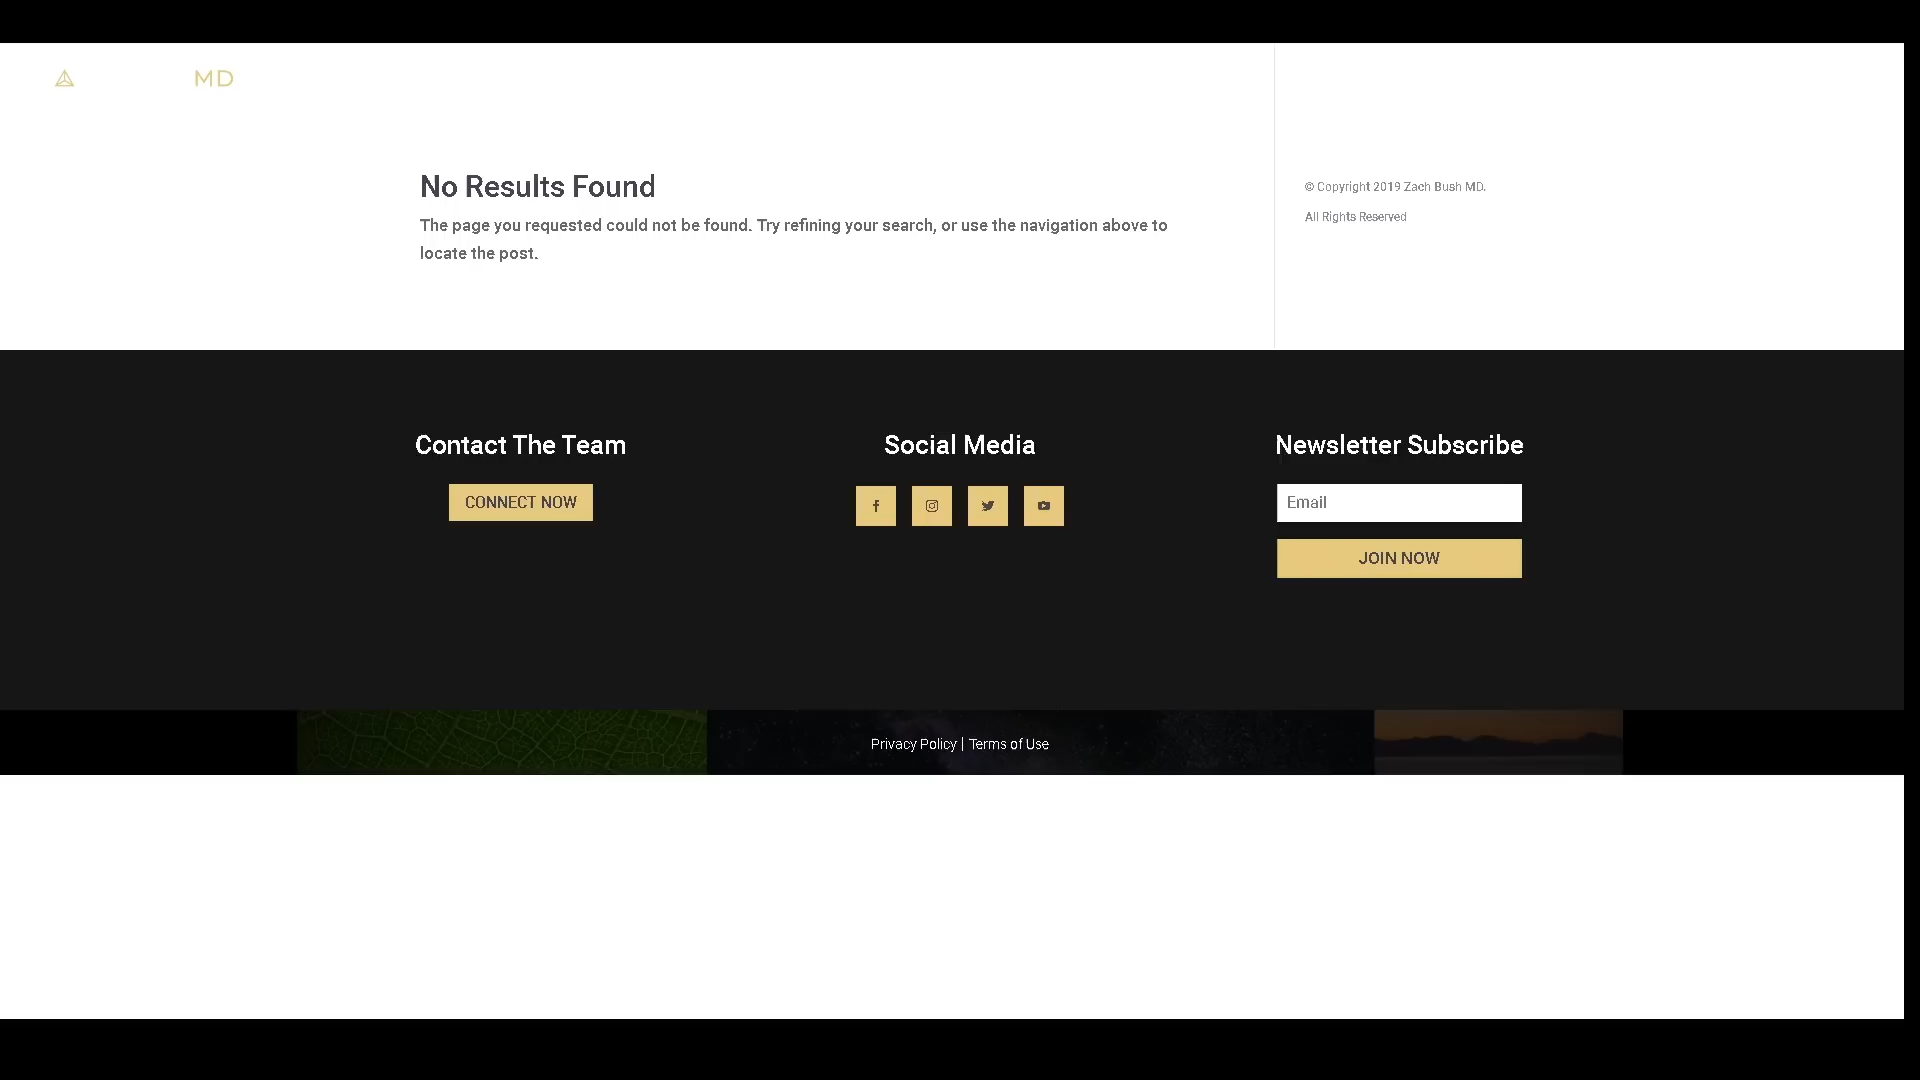 MD
No Results Found
The page you requested could not be found. Try refining your search, or use the navigation above to
locate the post.
© Copyright 2019 Zach Bush MD.
All Rights Reserved
Contact The Team
CONNECT NOW
Social Media
Newsletter Subscribe
Email
JOIN NOW
Privacy Policy | Terms of Use